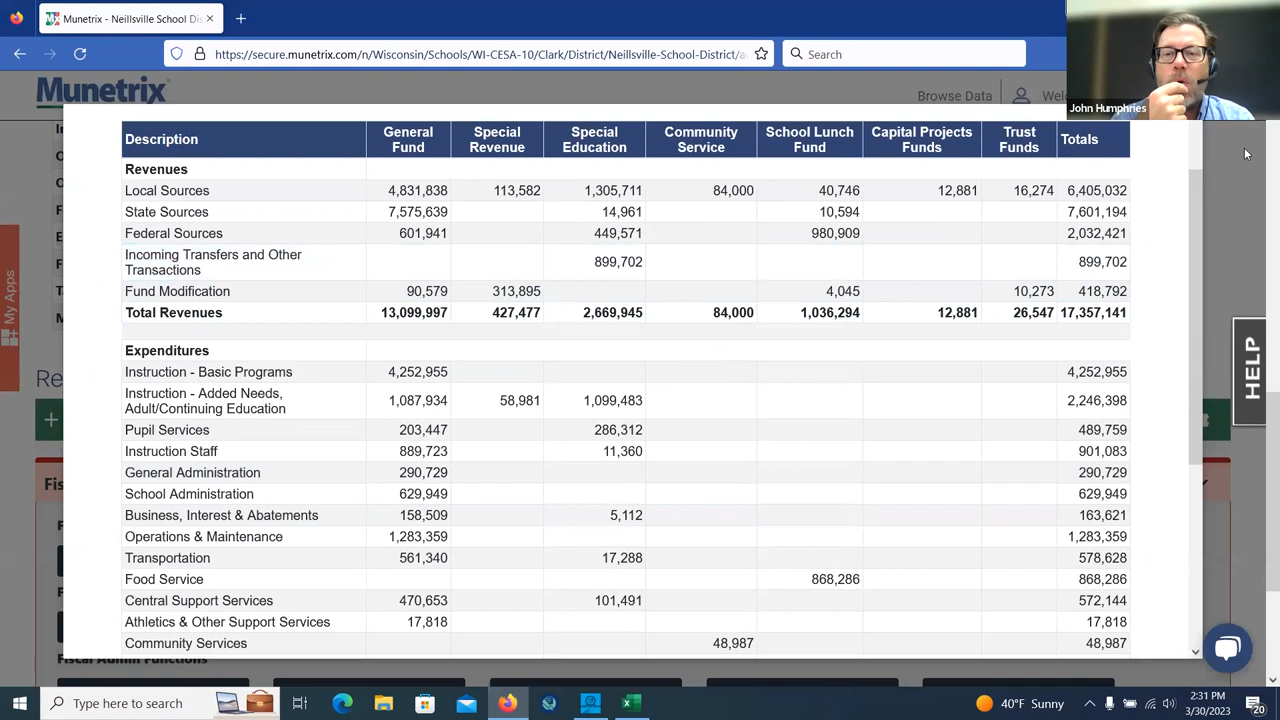 Munetrix - Neillsville School Dis
https://secure.munetrix.com/n/Wisconsin/Schools/WI-CESA-10/Clark/District/Neillsville-School-District/a
Search
John Humphries
Munetrix
Browse Data
Description General Fund Special Revenue Special Education Community Service School Lunch Fund Capital Projects Funds Trust Funds Totals
Revenues
Local Sources 4,831,838 113,582 1,305,711 84,000 40,746 12,881 16,274 6,405,032
State Sources 7,575,639 14,961 10,594 7,601,194
Federal Sources 601,941 449,571 980,909 2,032,421
Incoming Transfers and Other
Transactions 899,702 899,702
Fund Modification 90,579 313,895 4,045 10,273 418,792
Total Revenues 13,099,997 427,477 2,669,945 84,000 1,036,294 12,881 26,547 17,357,141
Expenditures
Instruction - Basic Programs 4,252,955 4,252,955
Instruction - Added Needs,
Adult/Continuing Education 1,087,934 58,981 1,099,483 2,246,398
Pupil Services 203,447 286,312 489,759
Instruction Staff 889,723 11,360 901,083
General Administration 290,729 290,729
School Administration 629,949 629,949
Business, Interest & Abatements 158,509 5,112 163,621
Operations & Maintenance 1,283,359 1,283,359
Transportation 561,340 17,288 578,628
Food Service 868,286 868,286
Central Support Services 470,653 101,491 572,144
Athletics & Other Support Services 17,818 17,818
Community Services 48,987 48,987
My Apps
HELP
Fiscal Admin Functions
Type here to search
40°F Sunny
2:31 PM
3/30/2023
20